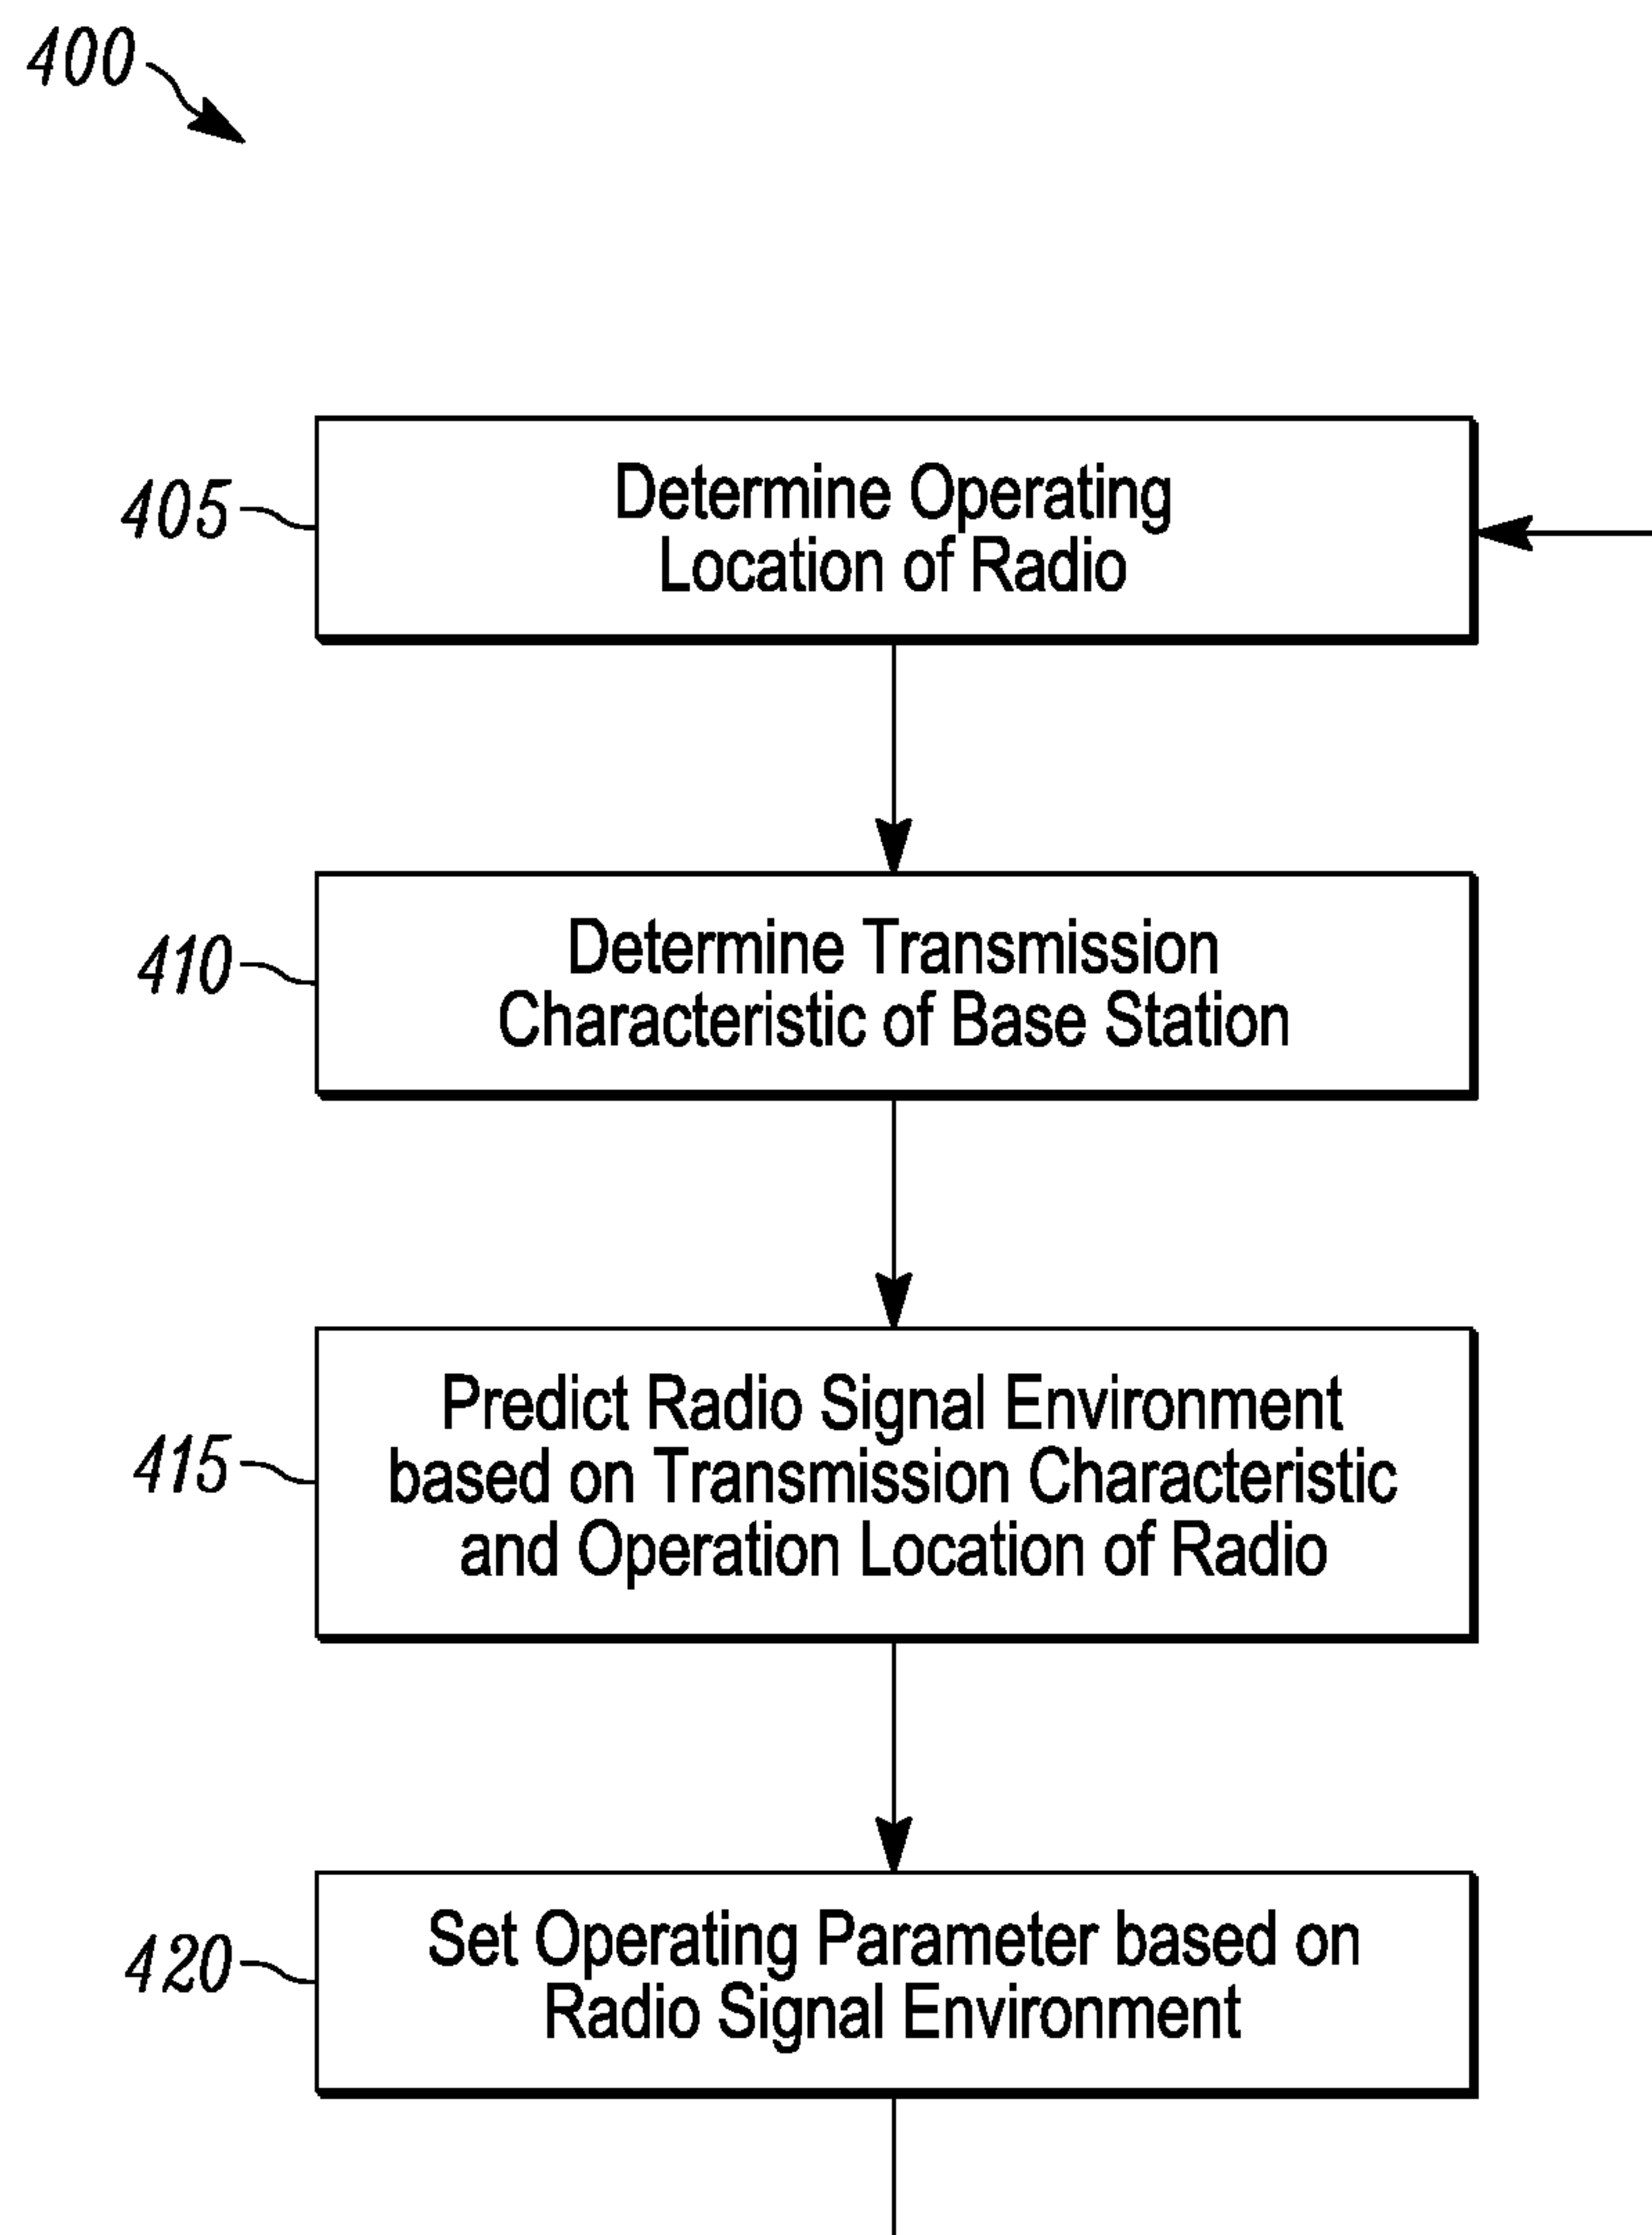 400
405
Determine Operating
Location of Radio
410
Determine Transmission
Characteristic of Base Station
415
Predict Radio Signal Environment
based on Transmission Characteristic
and Operation Location of Radio
420
Set Operating Parameter based on
Radio Signal Environment